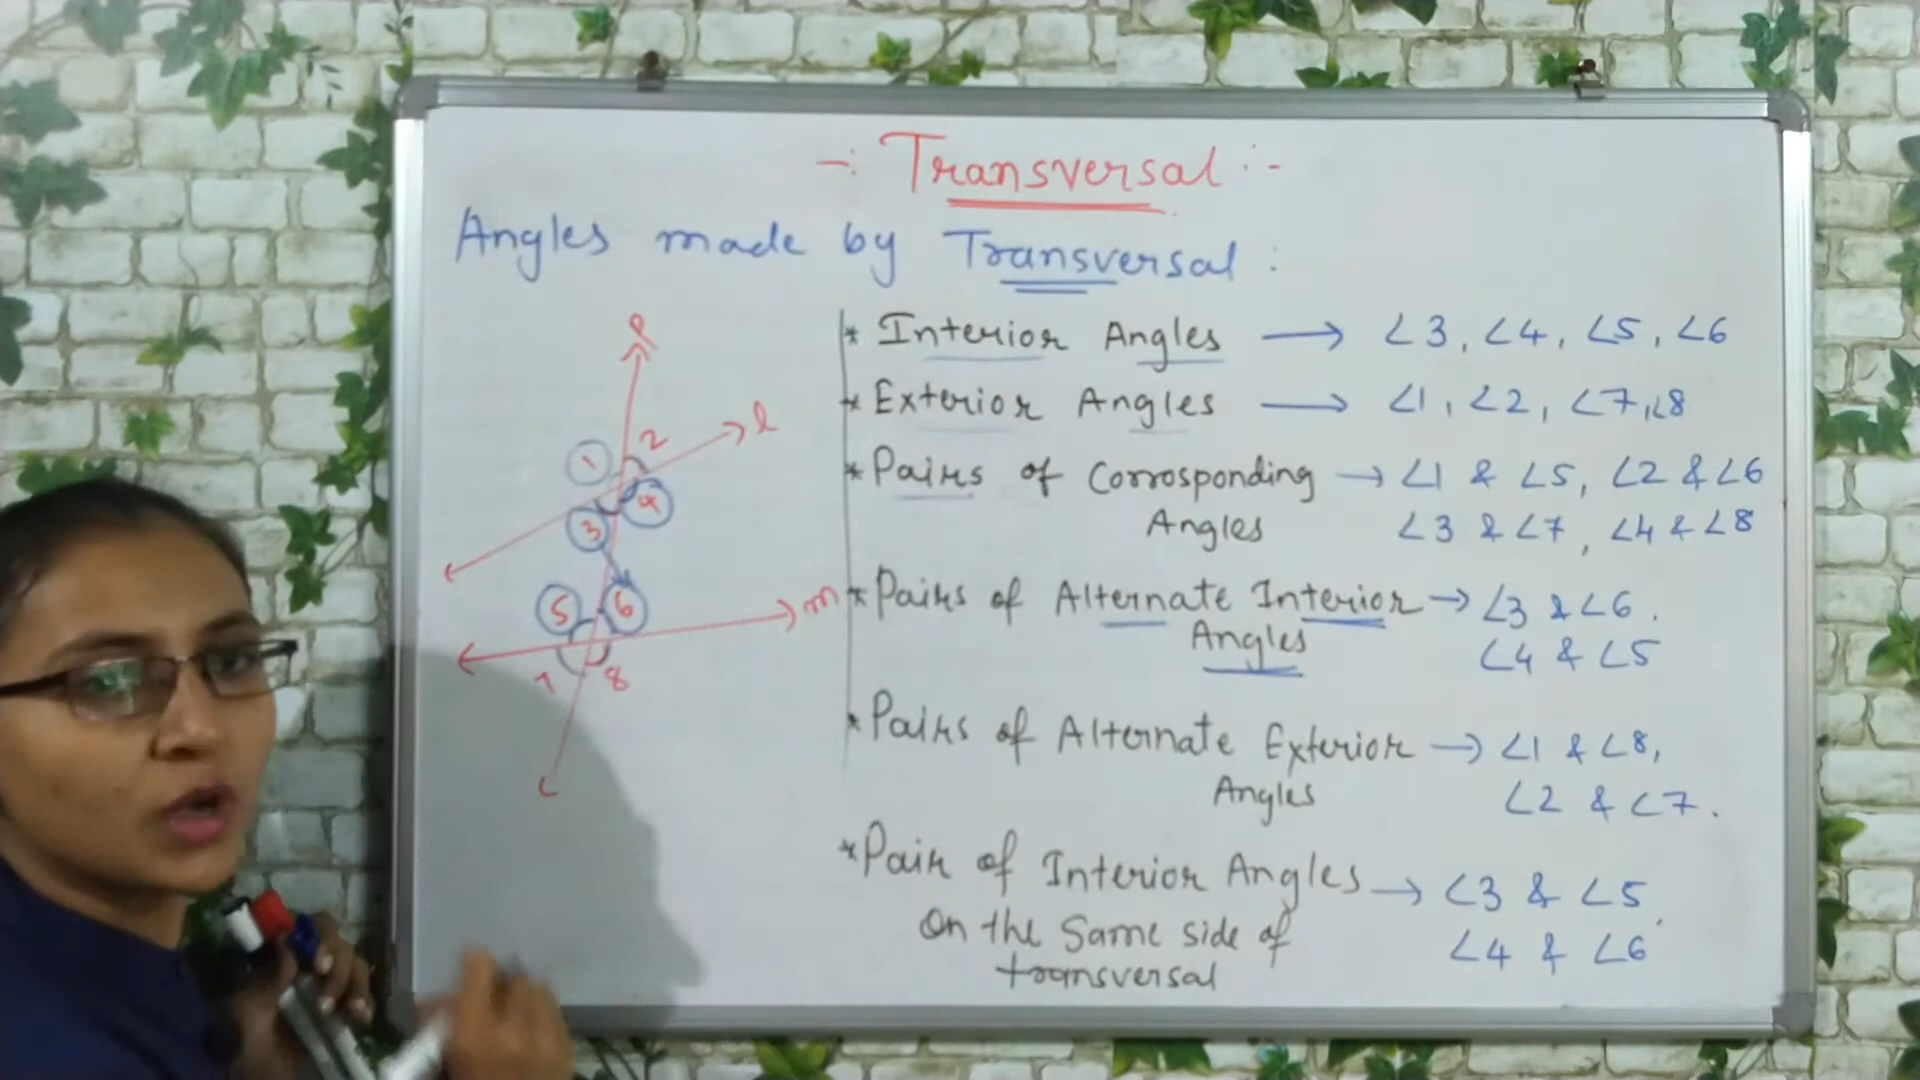 -: Transversal :-
Angles made by Transversal :
* Interior Angles → ∠3, ∠4, ∠5, ∠6
* Exterior Angles → ∠1, ∠2, ∠7, ∠8
* Pairs of Corrosponding → ∠1 & ∠5, ∠2 & ∠6
Angles ∠3 & ∠7, ∠4 & ∠8
* Pairs of Alternate Interior → ∠3 & ∠6.
Angles ∠4 & ∠5
* Pairs of Alternate Exterior → ∠1 & ∠8,
Angles ∠2 & ∠7.
* Pair of Interior Angles → ∠3 & ∠5,
On the Same side of ∠4 & ∠6
transversal
l
1 2
3 4
5 6
m
7 8